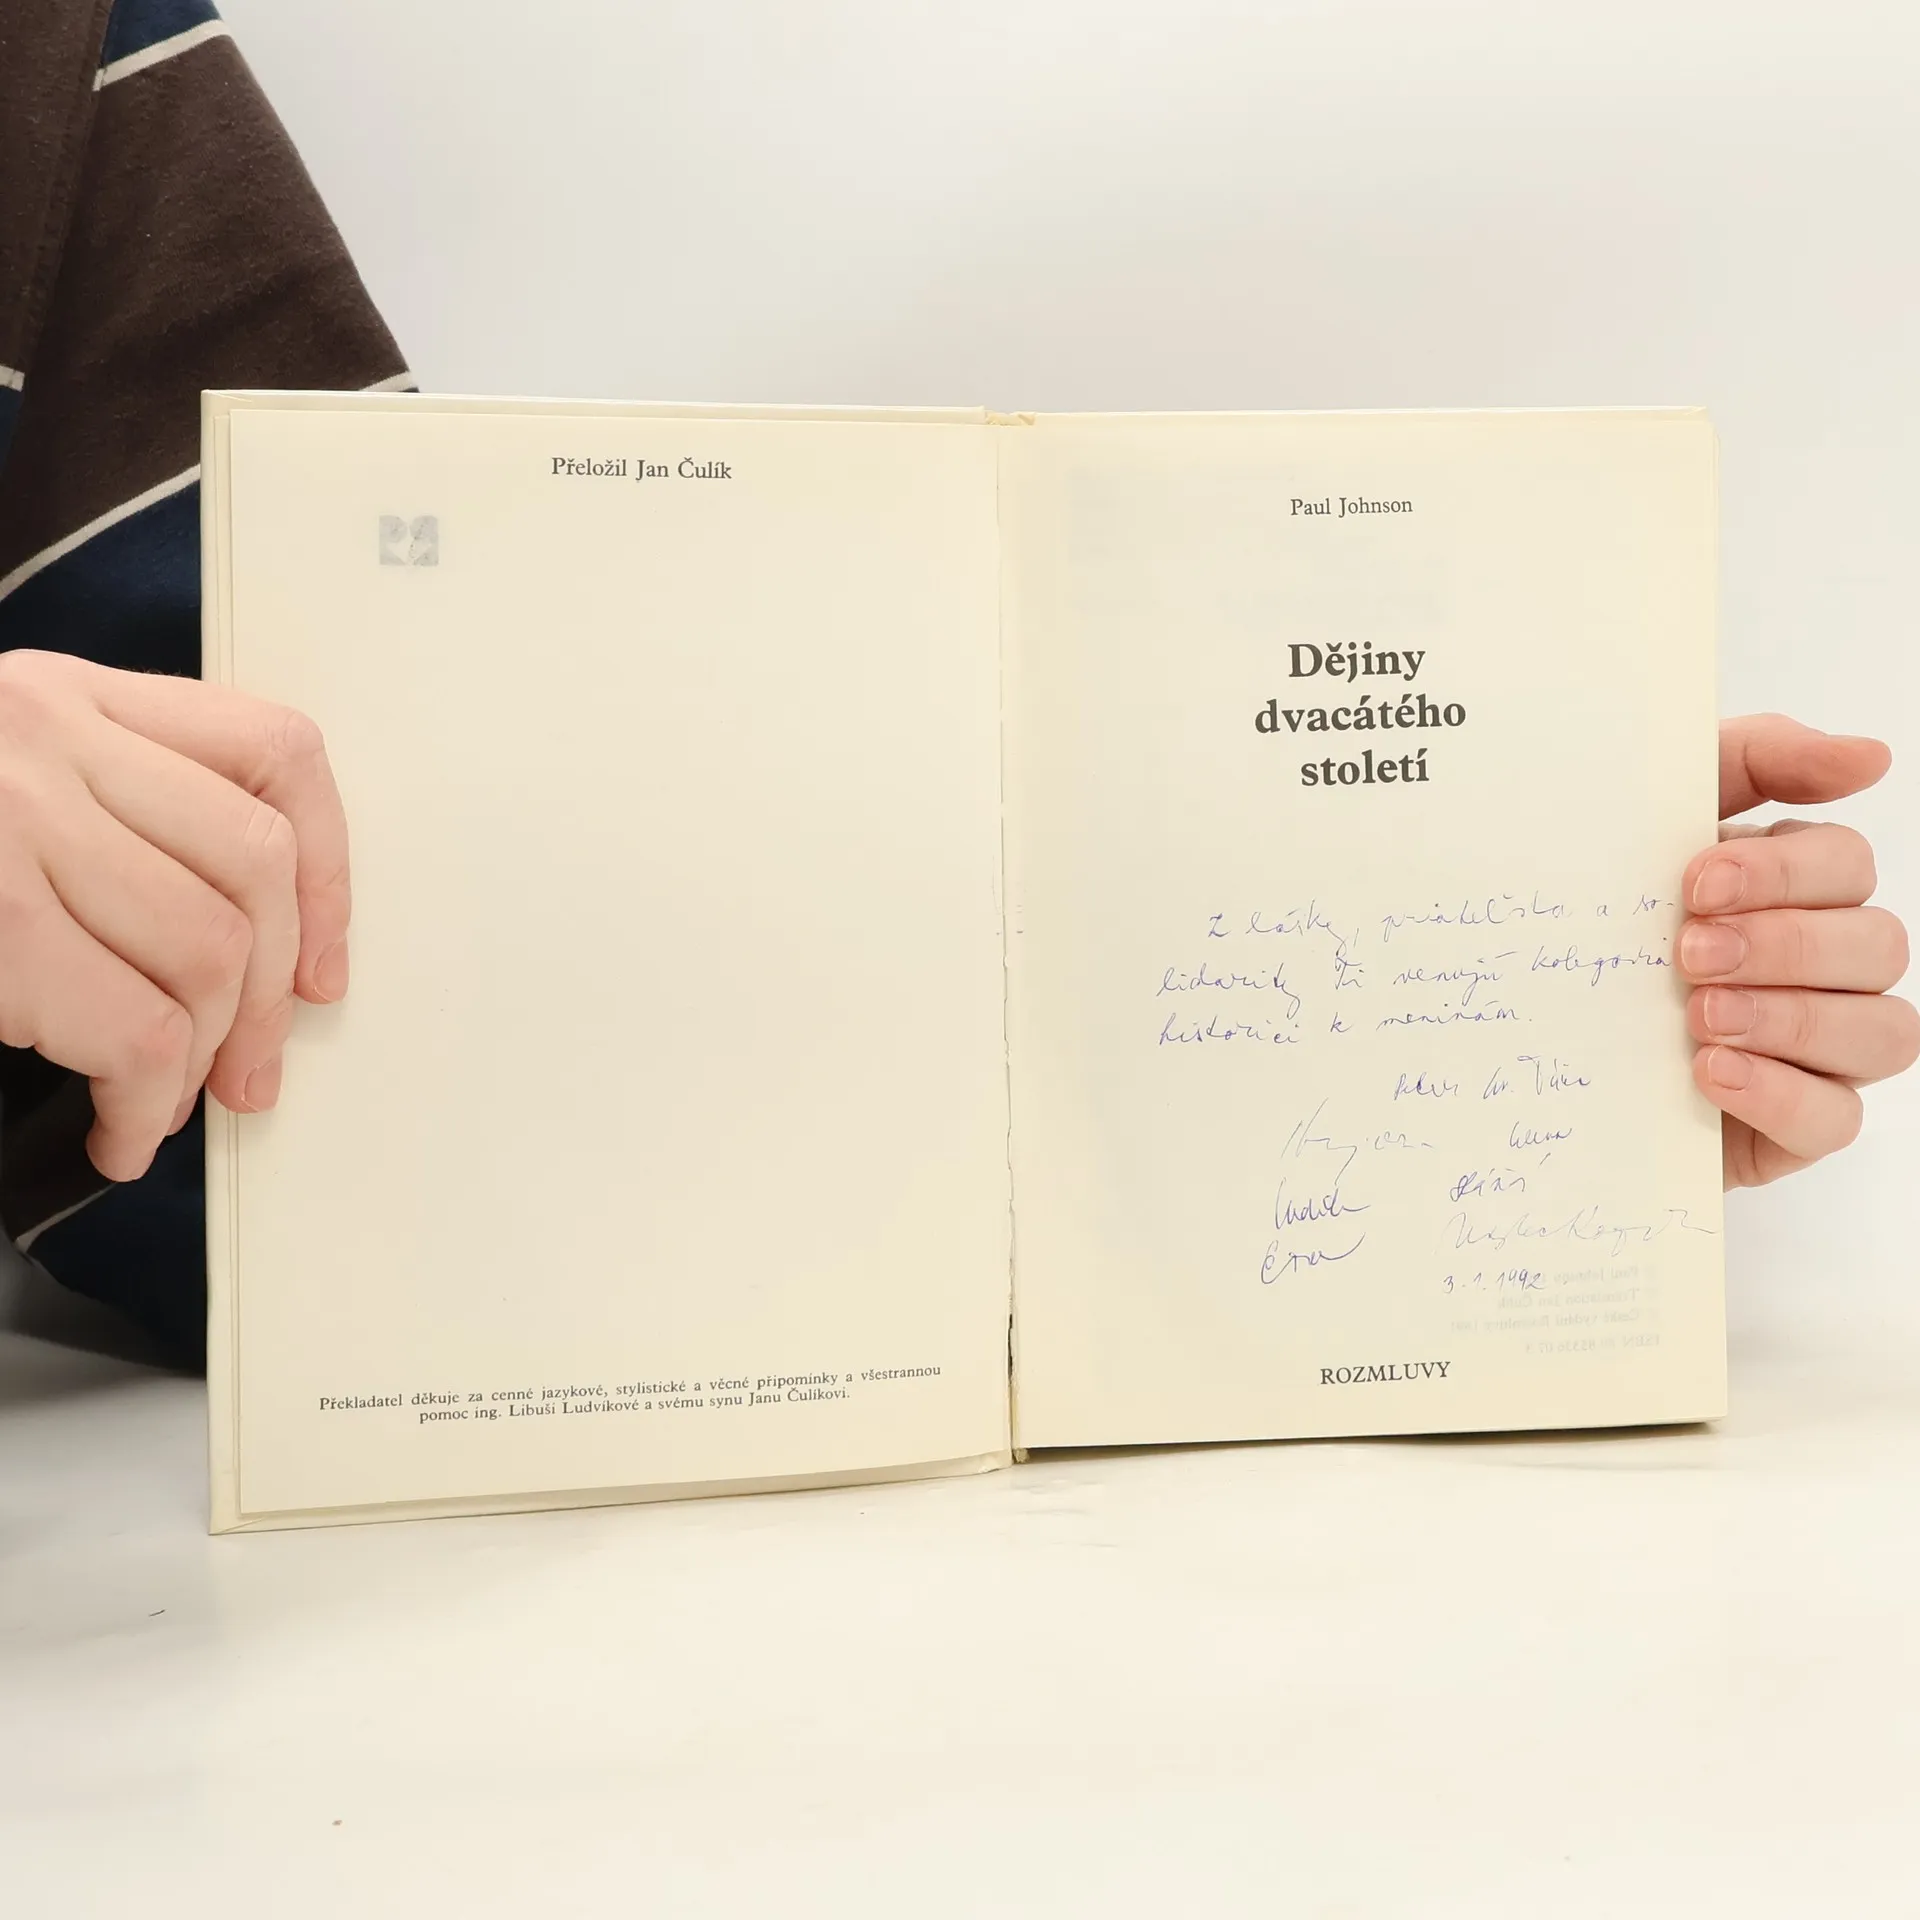 Přeložil Jan Čulík
Překladatel děkuje za cenné jazykové, stylistické a věcné připomínky a všestrannou
pomoc ing. Libuši Ludvíkové a svému synu Janu Čulíkovi.
Paul Johnson
Dějiny
dvacátého
století
Z lásky, priateľstva a so-
lidarity Ti venujú kolegovia
historici k meninám.
Eva
3.1.1992
ROZMLUVY